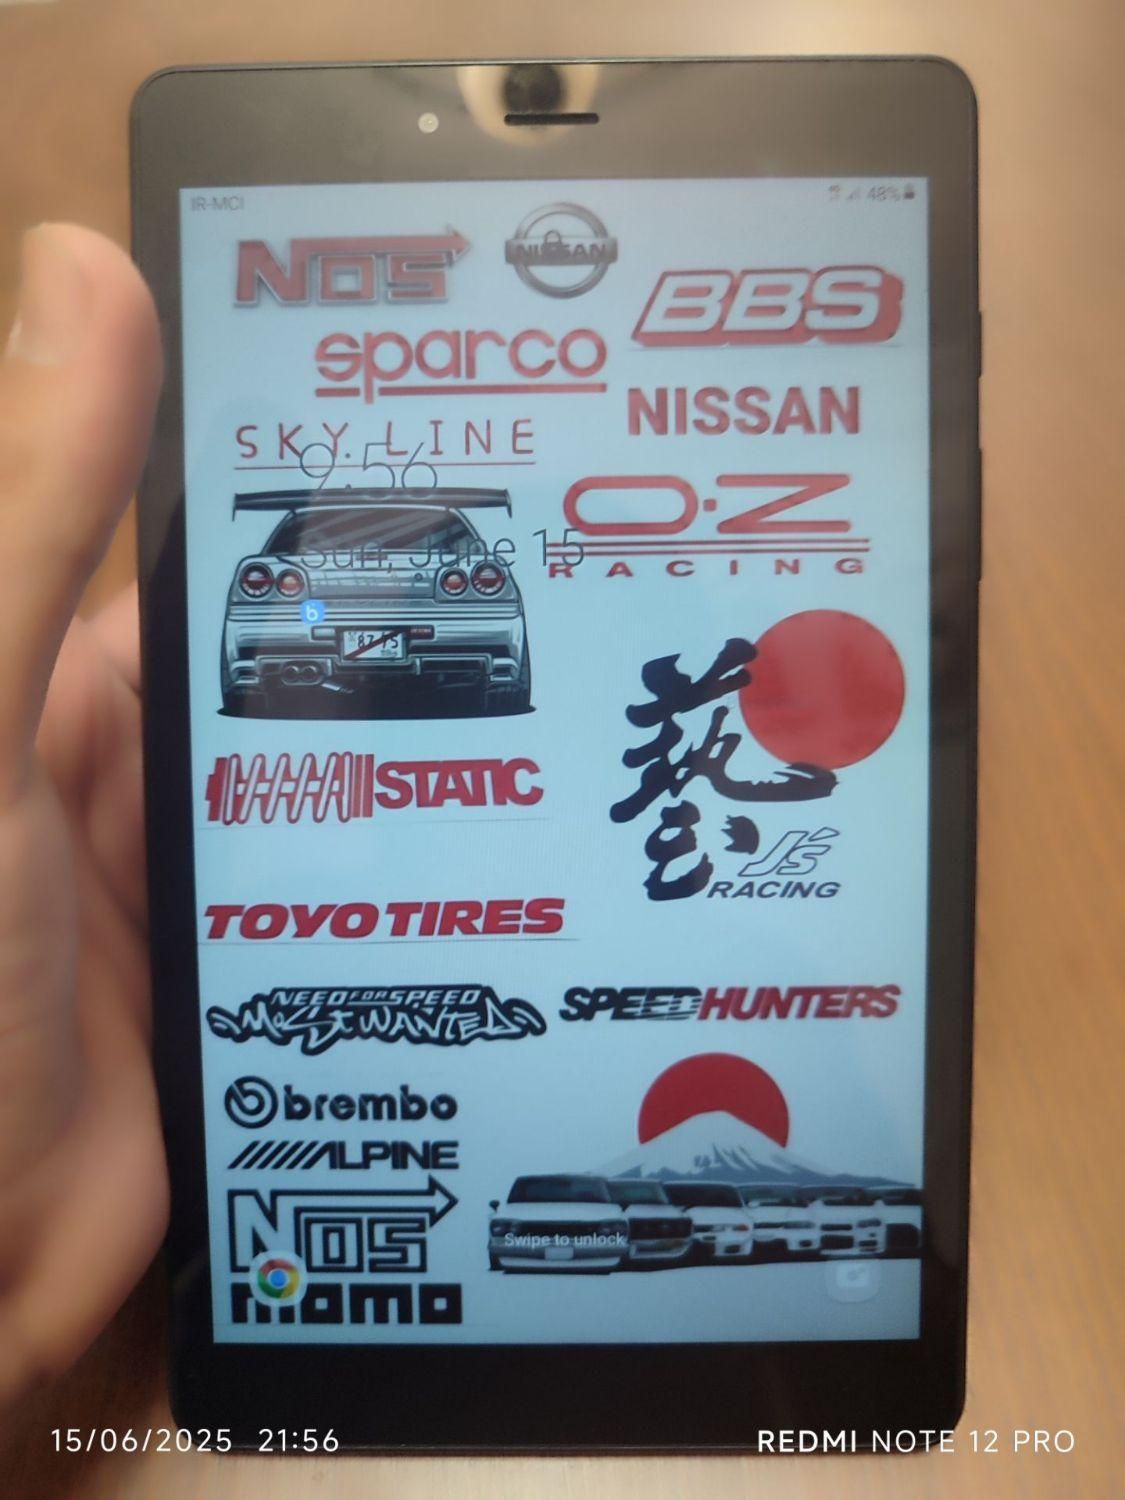 IR-MCI
48%
NOS
NISSAN
BBS
sparco
NISSAN
SKYLINE
9:56
O·Z
RACING
Sun, June 15
STATIC
藝
J's
RACING
TOYO TIRES
NEED FOR SPEED
MOST WANTED
SPEEDHUNTERS
brembo
ALPINE
NOS
Swipe to unlock
momo
15/06/2025 21:56
REDMI NOTE 12 PRO